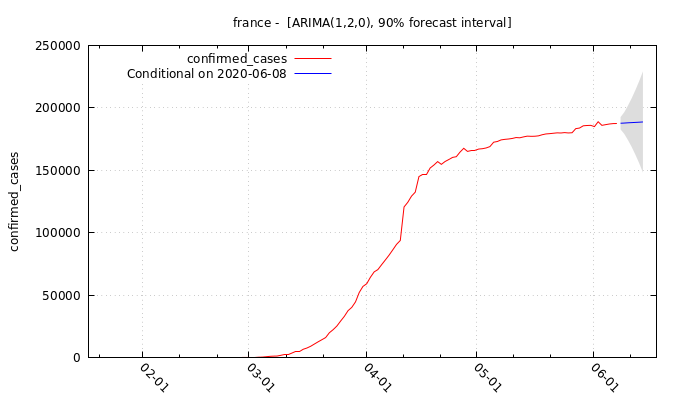 france -  [ARIMA(1,2,0), 90% forecast interval]
250000
200000
150000
100000
50000
0
confirmed_cases
confirmed_cases
Conditional on 2020-06-08
02-01
03-01
04-01
05-01
06-01